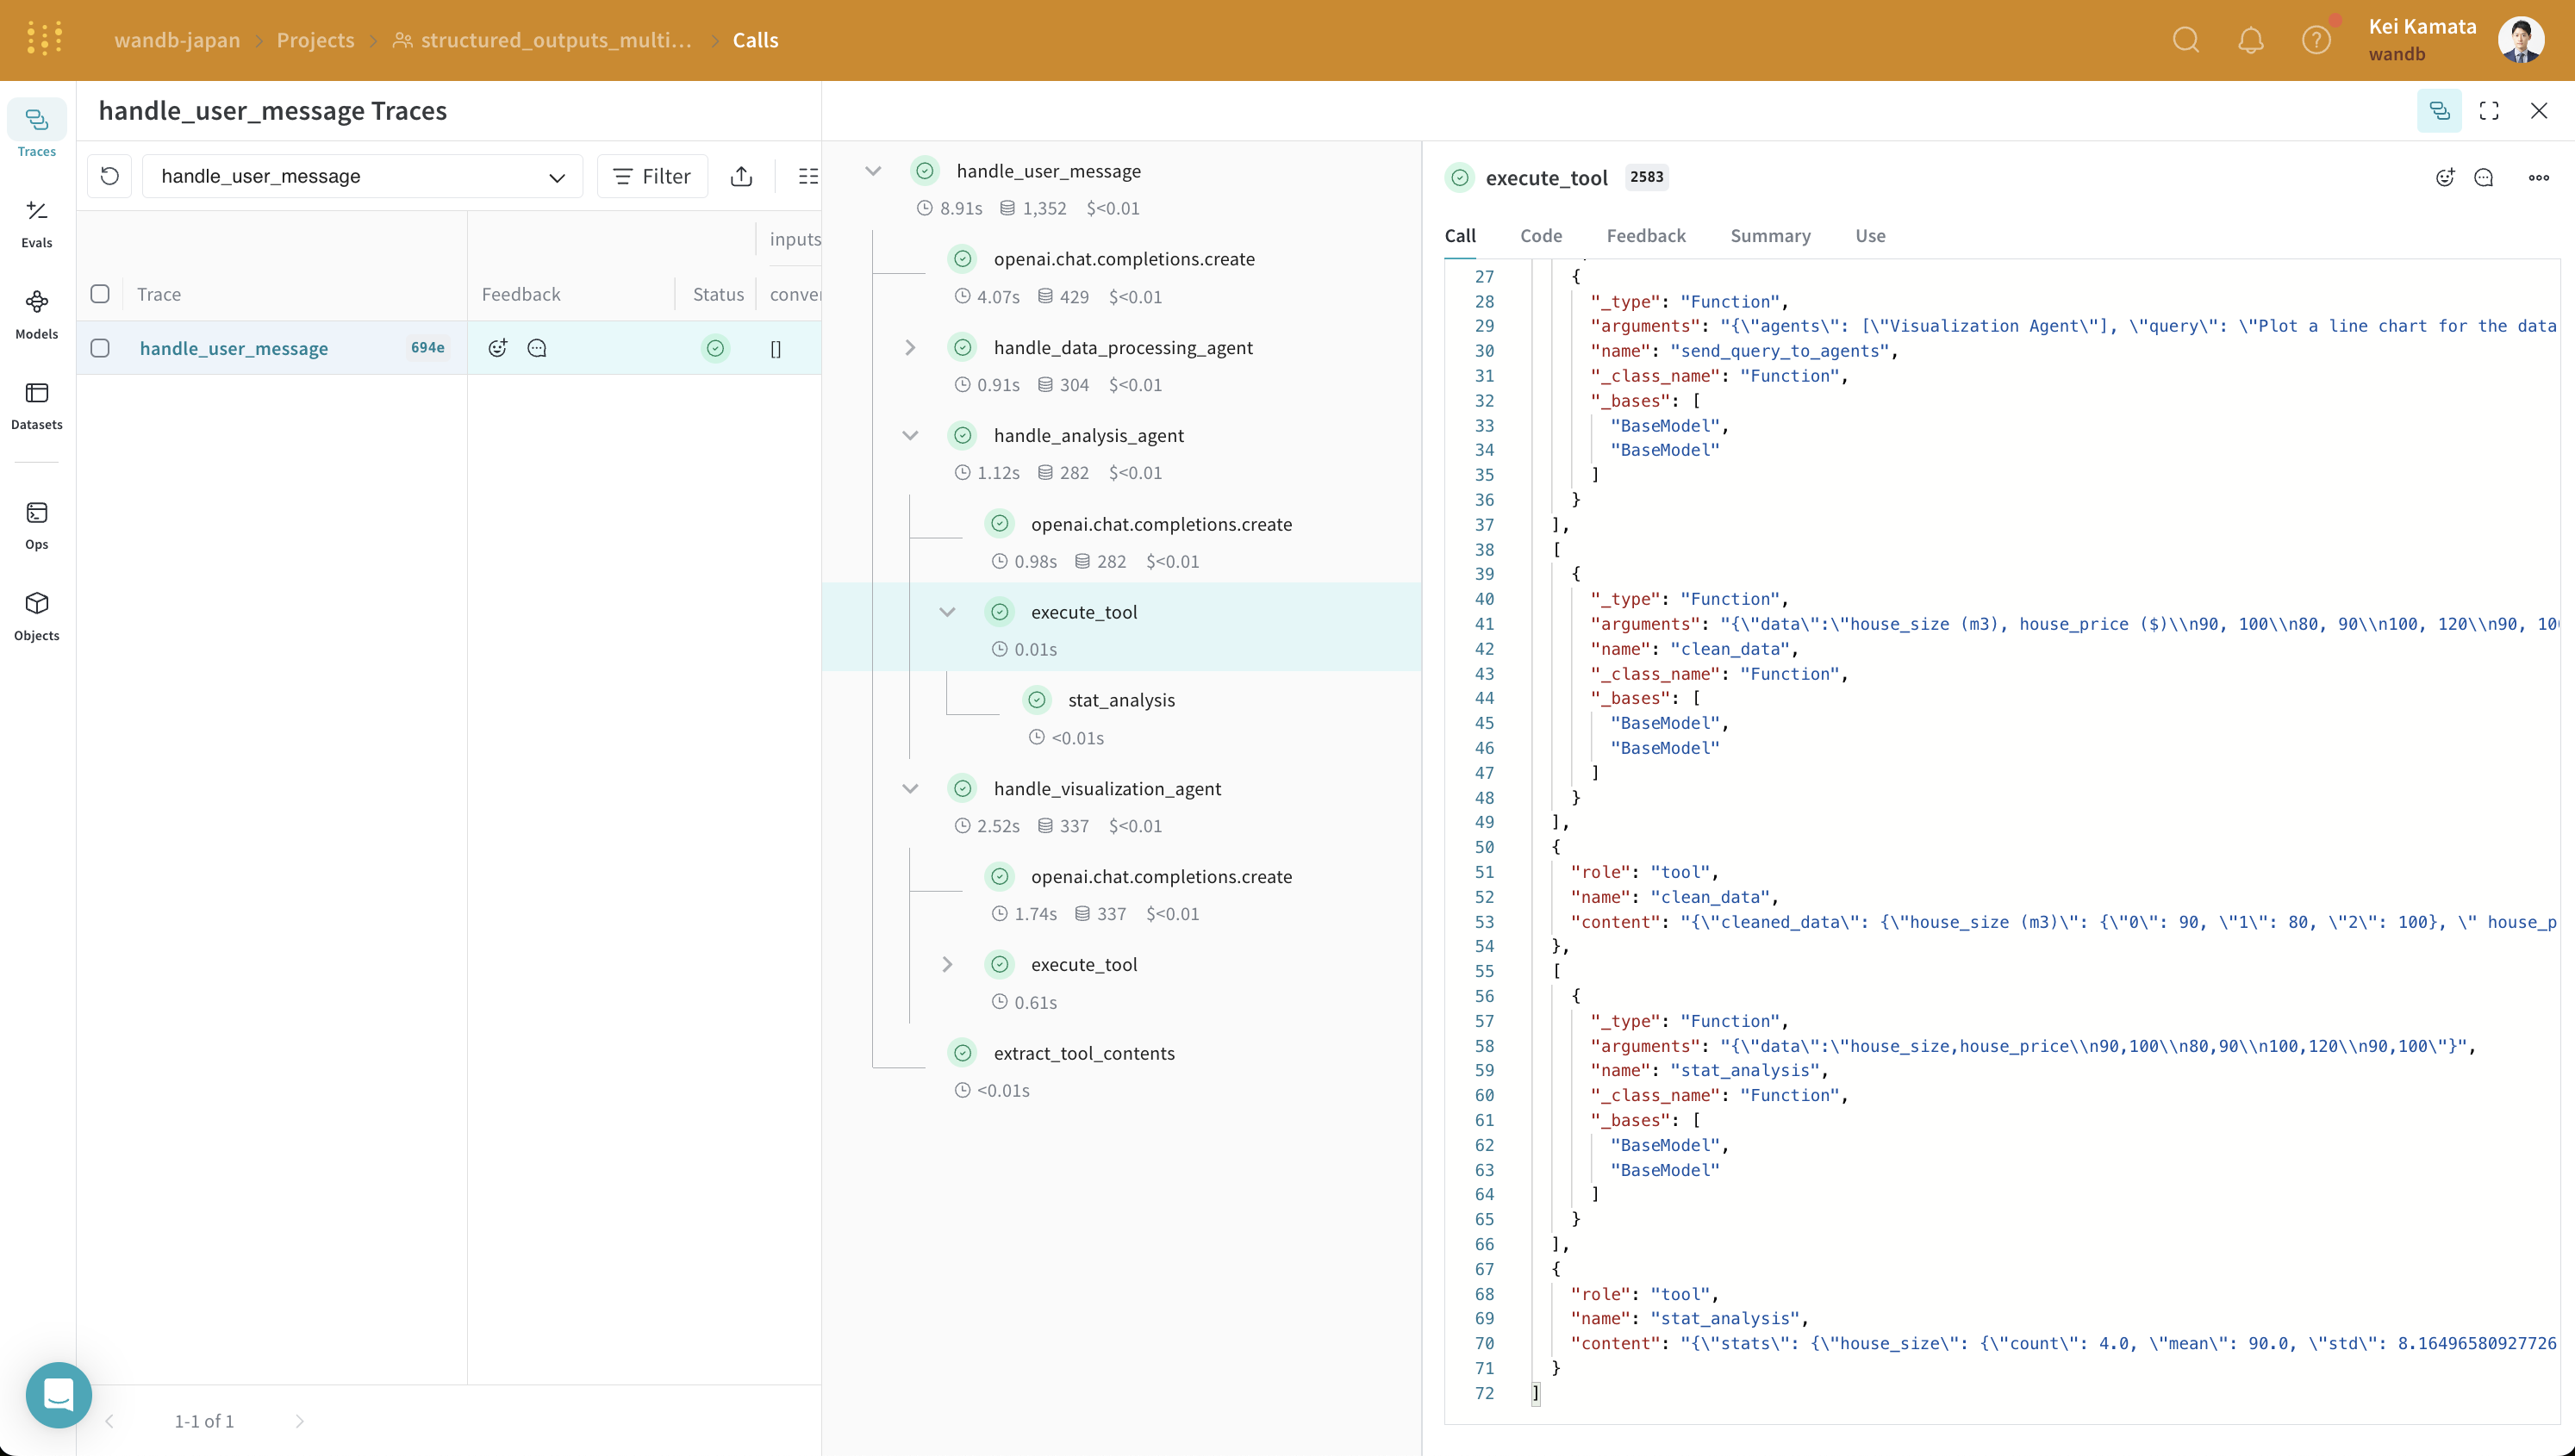 wandb-japan > Projects > structured_outputs_multi... > Calls
Kei Kamata
wandb
Traces
Evals
Models
Datasets
Ops
Objects
handle_user_message Traces
handle_user_message
Filter
inputs
Trace
Feedback
Status
conver
handle_user_message
694e
[]
1-1 of 1
handle_user_message
8.91s 1,352 $<0.01
openai.chat.completions.create
4.07s 429 $<0.01
handle_data_processing_agent
0.91s 304 $<0.01
handle_analysis_agent
1.12s 282 $<0.01
openai.chat.completions.create
0.98s 282 $<0.01
execute_tool
0.01s
stat_analysis
<0.01s
handle_visualization_agent
2.52s 337 $<0.01
openai.chat.completions.create
1.74s 337 $<0.01
execute_tool
0.61s
extract_tool_contents
<0.01s
execute_tool 2583
Call Code Feedback Summary Use
27 {
28 "_type": "Function",
29 "arguments": "{\"agents\": [\"Visualization Agent\"], \"query\": \"Plot a line chart for the data
30 "name": "send_query_to_agents",
31 "_class_name": "Function",
32 "_bases": [
33 "BaseModel",
34 "BaseModel"
35 ]
36 }
37 ],
38 [
39 {
40 "_type": "Function",
41 "arguments": "{\"data\":\"house_size (m3), house_price ($)\\n90, 100\\n80, 90\\n100, 120\\n90, 10
42 "name": "clean_data",
43 "_class_name": "Function",
44 "_bases": [
45 "BaseModel",
46 "BaseModel"
47 ]
48 }
49 ],
50 {
51 "role": "tool",
52 "name": "clean_data",
53 "content": "{\"cleaned_data\": {\"house_size (m3)\": {\"0\": 90, \"1\": 80, \"2\": 100}, \" house_p
54 },
55 [
56 {
57 "_type": "Function",
58 "arguments": "{\"data\":\"house_size,house_price\\n90,100\\n80,90\\n100,120\\n90,100\"}",
59 "name": "stat_analysis",
60 "_class_name": "Function",
61 "_bases": [
62 "BaseModel",
63 "BaseModel"
64 ]
65 }
66 ],
67 {
68 "role": "tool",
69 "name": "stat_analysis",
70 "content": "{\"stats\": {\"house_size\": {\"count\": 4.0, \"mean\": 90.0, \"std\": 8.16496580927726
71 }
72 ]